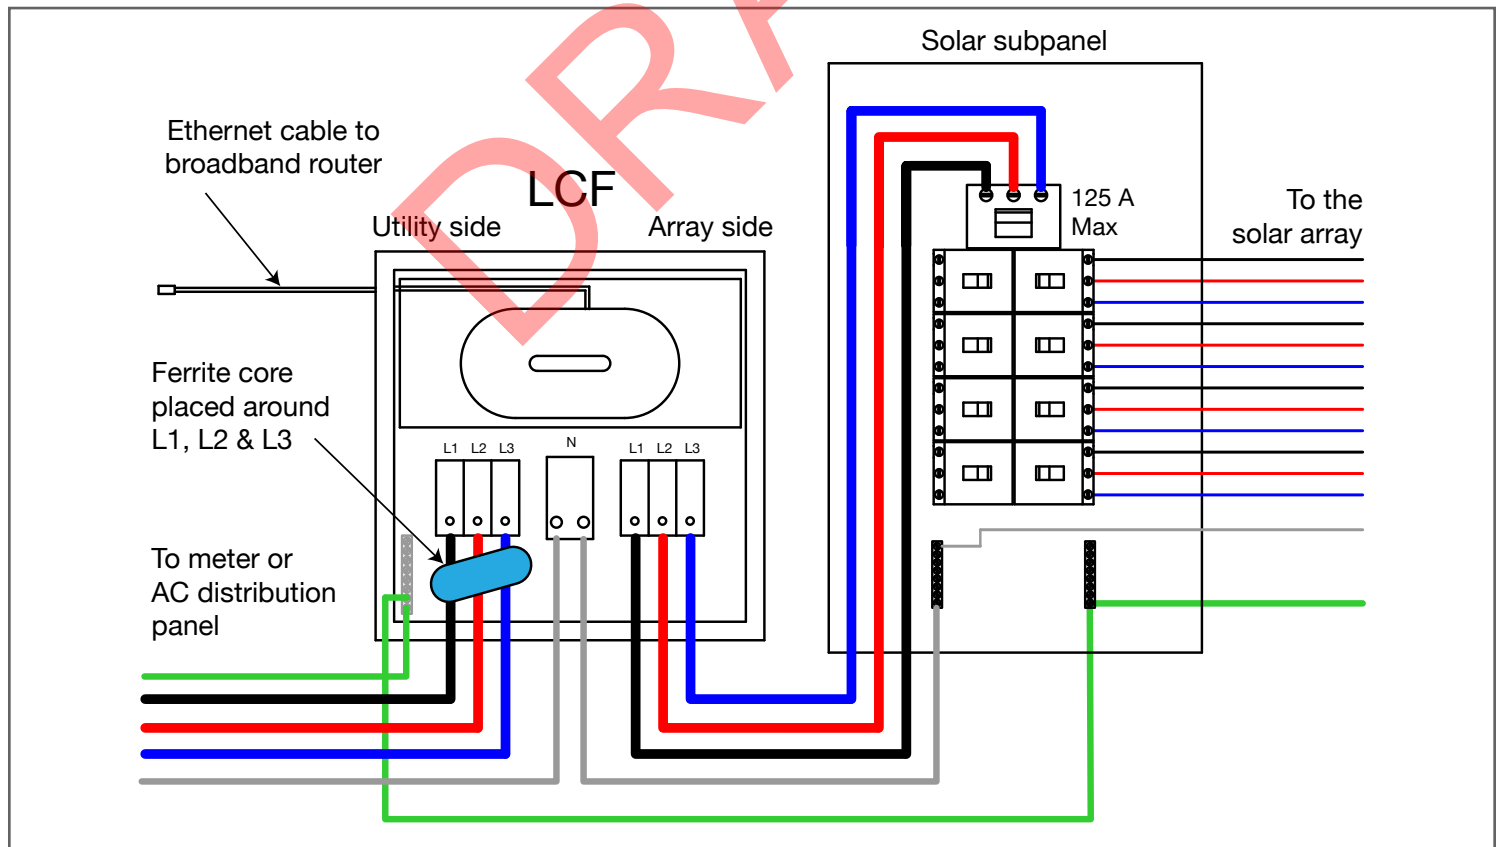 Solar subpanel
Ethernet cable to
broadband router
LCF
Utility side
Array side
125 A
Max
To the
solar array
Ferrite core
placed around
L1, L2 & L3
L1 L2 L3
N
L1 L2 L3
To meter or
AC distribution
panel
DRA